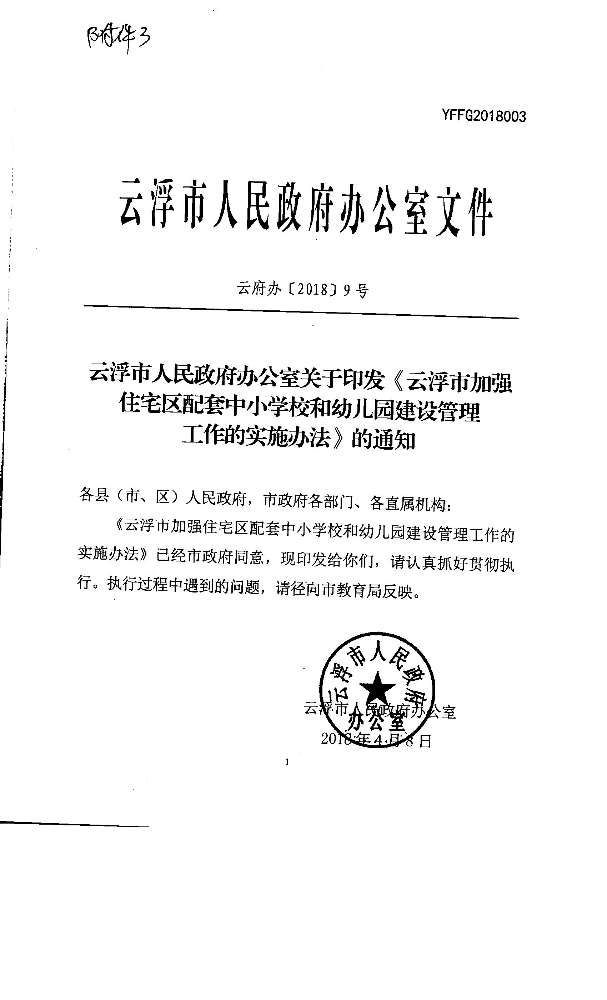 附件3
YFFG2018003
云浮市人民政府办公室文件
云府办〔2018〕9号
云浮市人民政府办公室关于印发《云浮市加强
住宅区配套中小学校和幼儿园建设管理
工作的实施办法》的通知
各县（市、区）人民政府，市政府各部门、各直属机构：
《云浮市加强住宅区配套中小学校和幼儿园建设管理工作的
实施办法》已经市政府同意，现印发给你们，请认真抓好贯彻执
行。执行过程中遇到的问题，请径向市教育局反映。
云浮市人民政府
办公室
云浮市人民政府办公室
2018年4月8日
1